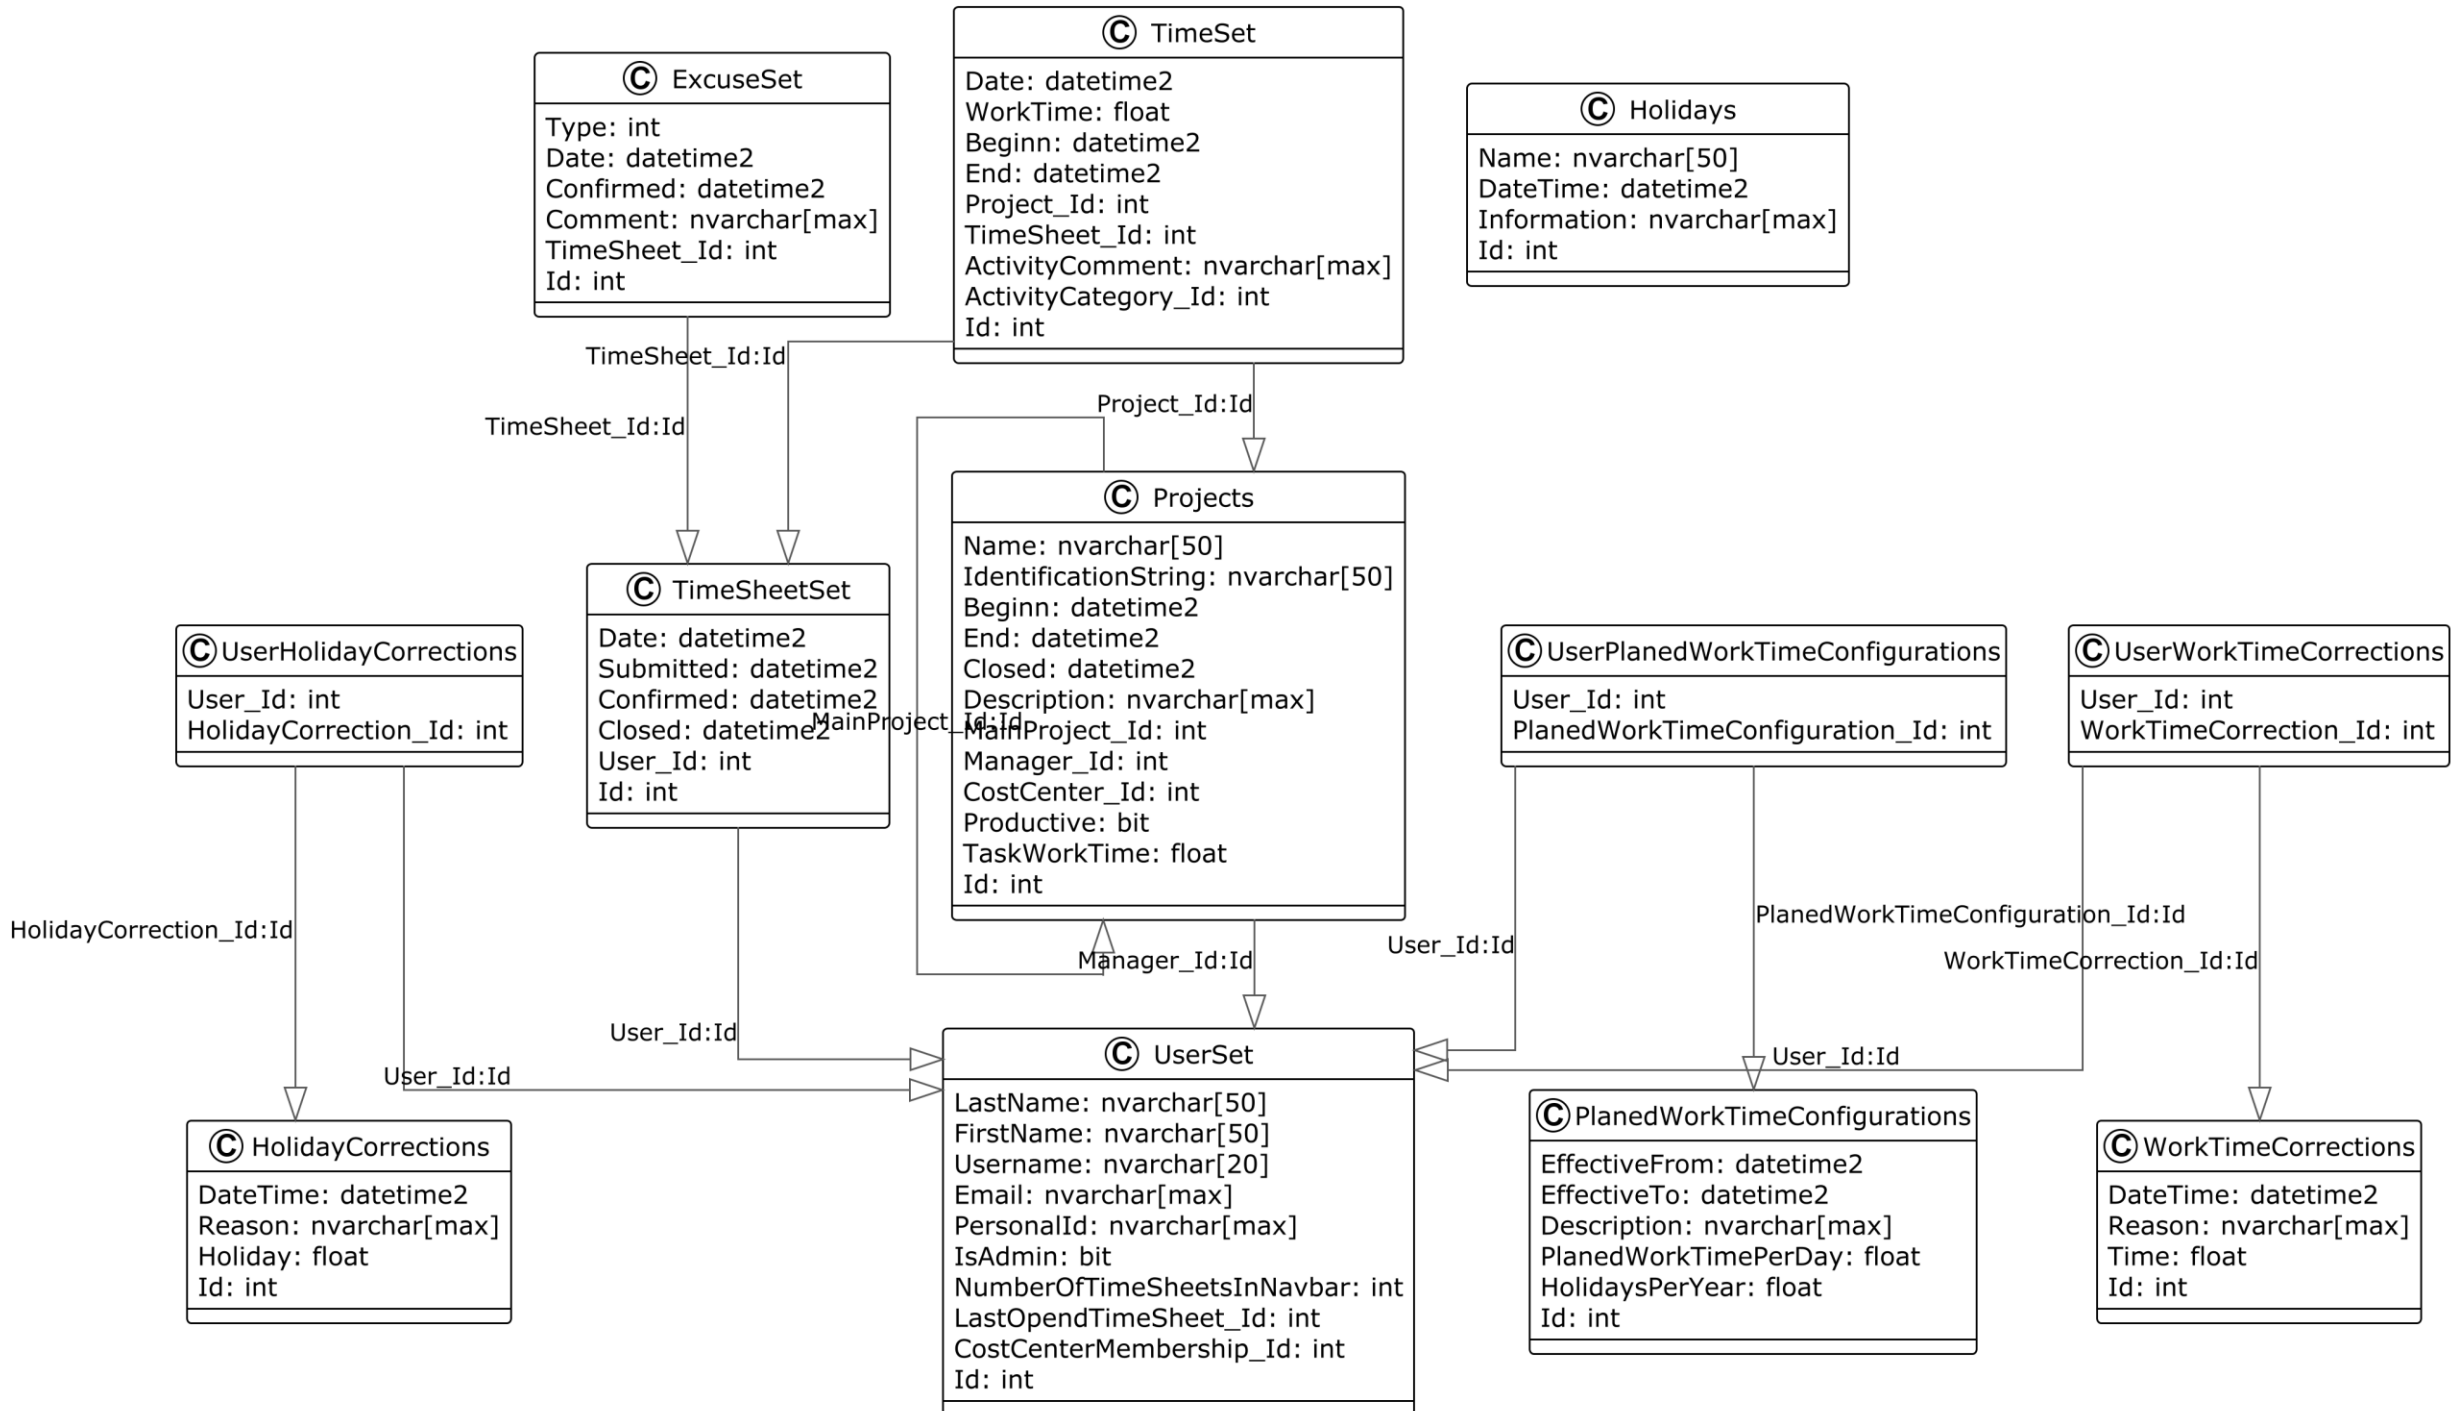 C TimeSet
Date: datetime2
WorkTime: float
Beginn: datetime2
End: datetime2
Project_Id: int
TimeSheet_Id: int
ActivityComment: nvarchar[max]
ActivityCategory_Id: int
Id: int
C ExcuseSet
Type: int
Date: datetime2
Confirmed: datetime2
Comment: nvarchar[max]
TimeSheet_Id: int
Id: int
C Holidays
Name: nvarchar[50]
DateTime: datetime2
Information: nvarchar[max]
Id: int
TimeSheet_Id:Id
Project_Id:Id
TimeSheet_Id:Id
C Projects
Name: nvarchar[50]
IdentificationString: nvarchar[50]
Beginn: datetime2
End: datetime2
Closed: datetime2
Description: nvarchar[max]
MainProject_Id: int
Manager_Id: int
CostCenter_Id: int
Productive: bit
TaskWorkTime: float
Id: int
MainProject_Id:Id
C TimeSheetSet
Date: datetime2
Submitted: datetime2
Confirmed: datetime2
Closed: datetime2
User_Id: int
Id: int
C UserHolidayCorrections
User_Id: int
HolidayCorrection_Id: int
C UserPlanedWorkTimeConfigurations
User_Id: int
PlanedWorkTimeConfiguration_Id: int
C UserWorkTimeCorrections
User_Id: int
WorkTimeCorrection_Id: int
HolidayCorrection_Id:Id
Manager_Id:Id
User_Id:Id
PlanedWorkTimeConfiguration_Id:Id
WorkTimeCorrection_Id:Id
User_Id:Id
User_Id:Id
User_Id:Id
C UserSet
LastName: nvarchar[50]
FirstName: nvarchar[50]
Username: nvarchar[20]
Email: nvarchar[max]
PersonalId: nvarchar[max]
IsAdmin: bit
NumberOfTimeSheetsInNavbar: int
LastOpendTimeSheet_Id: int
CostCenterMembership_Id: int
Id: int
C HolidayCorrections
DateTime: datetime2
Reason: nvarchar[max]
Holiday: float
Id: int
C PlanedWorkTimeConfigurations
EffectiveFrom: datetime2
EffectiveTo: datetime2
Description: nvarchar[max]
PlanedWorkTimePerDay: float
HolidaysPerYear: float
Id: int
C WorkTimeCorrections
DateTime: datetime2
Reason: nvarchar[max]
Time: float
Id: int